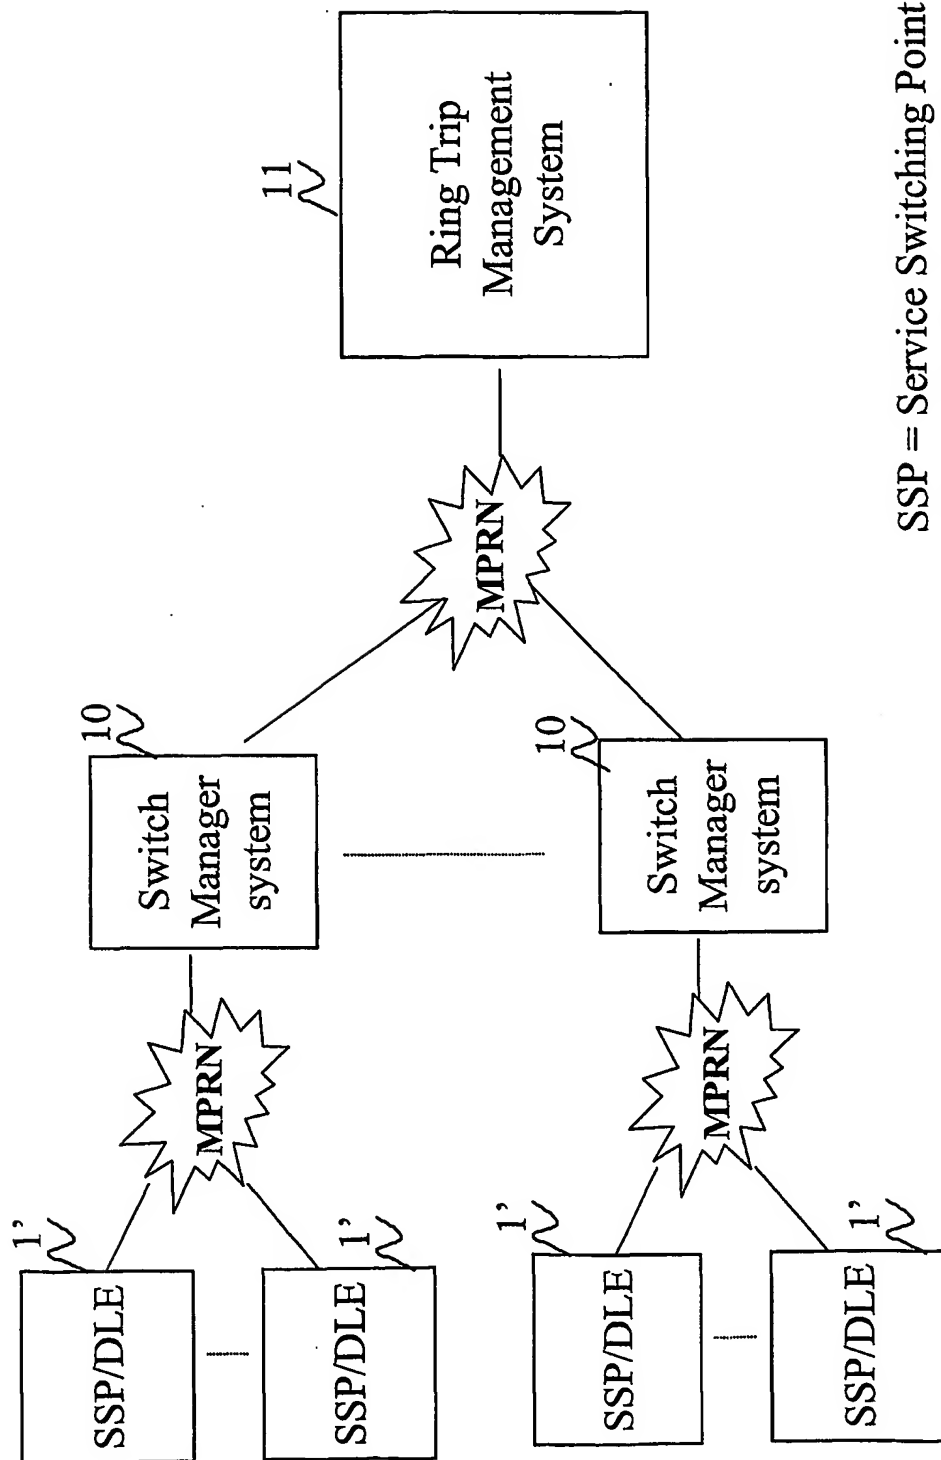 1'
SSP/DLE
1'
SSP/DLE
MPRN
10
Switch
Manager
system
1'
SSP/DLE
1'
SSP/DLE
MPRN
10
Switch
Manager
system
MPRN
11
Ring Trip
Management
System
SSP = Service Switching Point